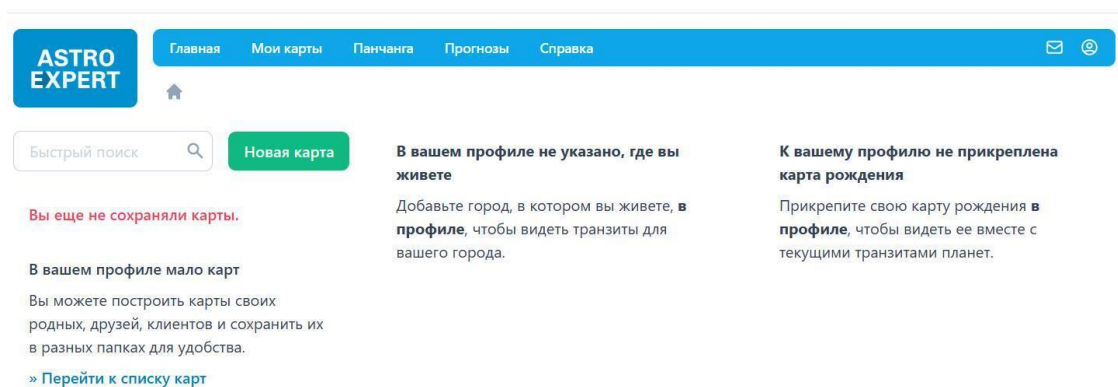 ASTRO
EXPERT
Главная Мои карты Панчанга Прогнозы Справка
Быстрый поиск
Новая карта
Вы еще не сохраняли карты.
В вашем профиле мало карт
Вы можете построить карты своих
родных, друзей, клиентов и сохранить их
в разных папках для удобства.
» Перейти к списку карт
В вашем профиле не указано, где вы
живете
Добавьте город, в котором вы живете, в
профиле, чтобы видеть транзиты для
вашего города.
К вашему профилю не прикреплена
карта рождения
Прикрепите свою карту рождения в
профиле, чтобы видеть ее вместе с
текущими транзитами планет.